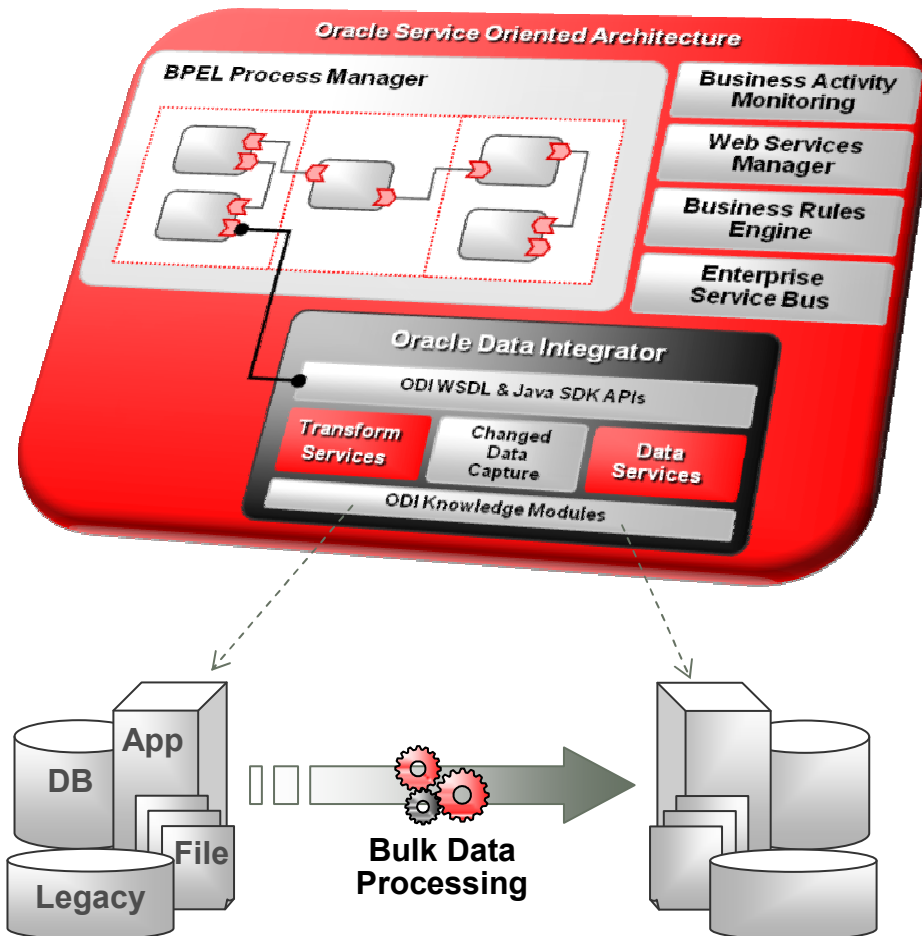 Oracle Service Oriented Architecture
BPEL Process Manager
Business Activity
Monitoring
Web Services
Manager
Business Rules
Engine
Enterprise
Service Bus
Oracle Data Integrator
ODI WSDL & Java SDK APIs
Transform
Services
Changed
Data
Capture
Data
Services
ODI Knowledge Modules
App
DB
File
Legacy
Bulk Data
Processing